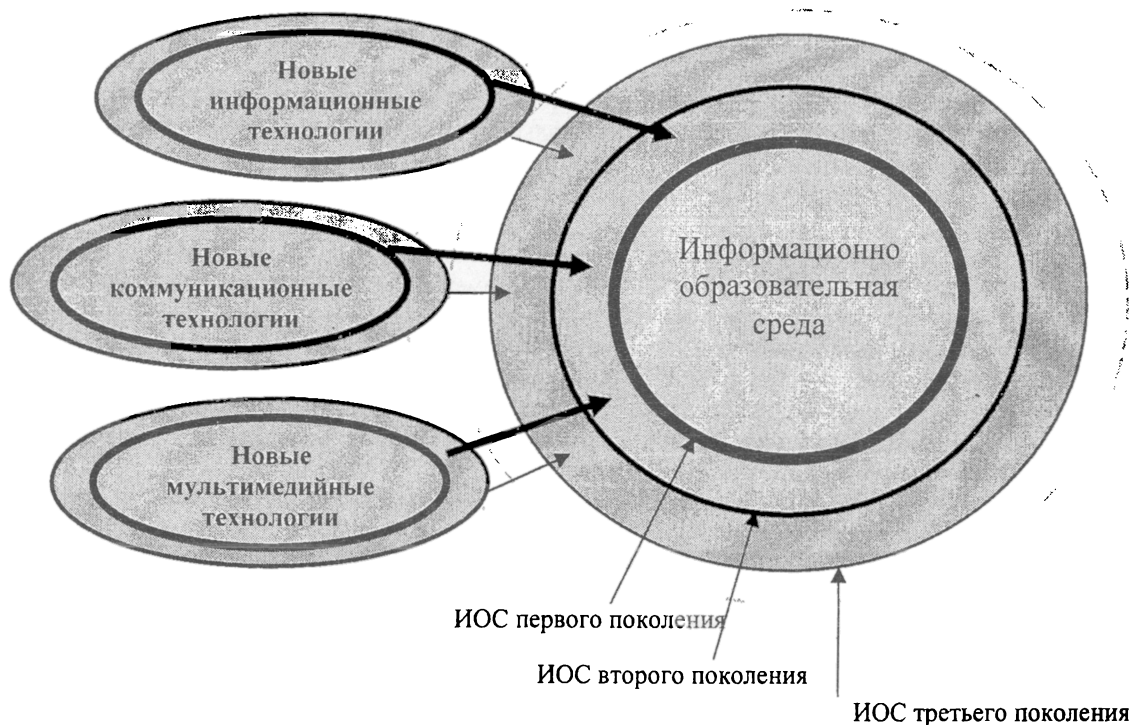 Новые
информационные
технологии
Новые
коммуникационные
технологии
Новые
мультимедийные
технологии
Информационно
образовательная
среда
ИОС первого поколения
ИОС второго поколения
ИОС третьего поколения